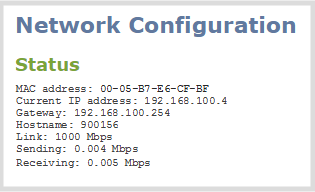 Network Configuration
Status
MAC address: 00-05-B7-E6-CF-BF
Current IP address: 192.168.100.4
Gateway: 192.168.100.254
Hostname: 900156
Link: 1000 Mbps
Sending: 0.004 Mbps
Receiving: 0.005 Mbps